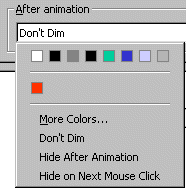 After animation
Don't Dim
More Colors...
Don't Dim
Hide After Animation
Hide on Next Mouse Click